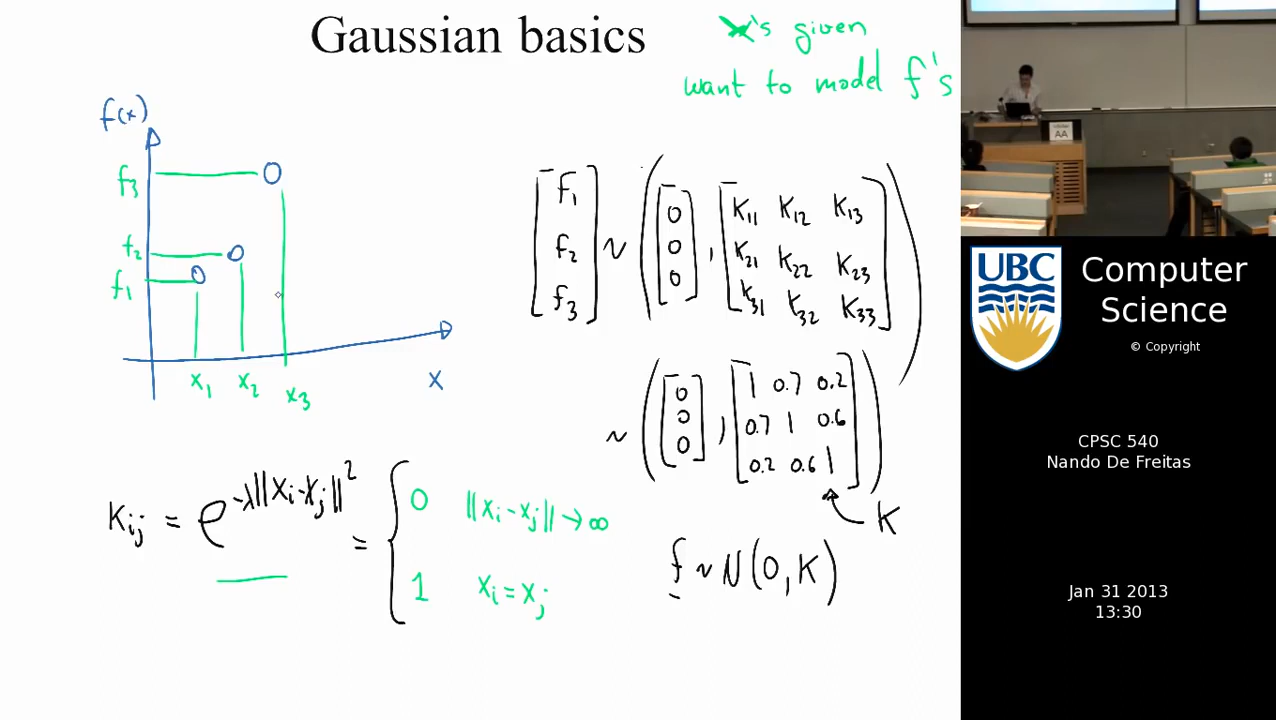 Gaussian basics
x's given
want to model f's
f(x)
f3
f2
f1
x1 x2 x3 x
[f1 f2 f3] ~ ([0 0 0], [K11 K12 K13
K21 K22 K23
K31 K32 K33])
~ ([0 0 0], [1 0.7 0.2
0.7 1 0.6
0.2 0.6 1])
K
Kij = e^-λ||xi-xj||^2 = { 0 ||xi-xj|| → ∞
1 xi = xj
f ~ N(0, K)
AA
UBC Computer
Science
© Copyright
CPSC 540
Nando De Freitas
Jan 31 2013
13:30